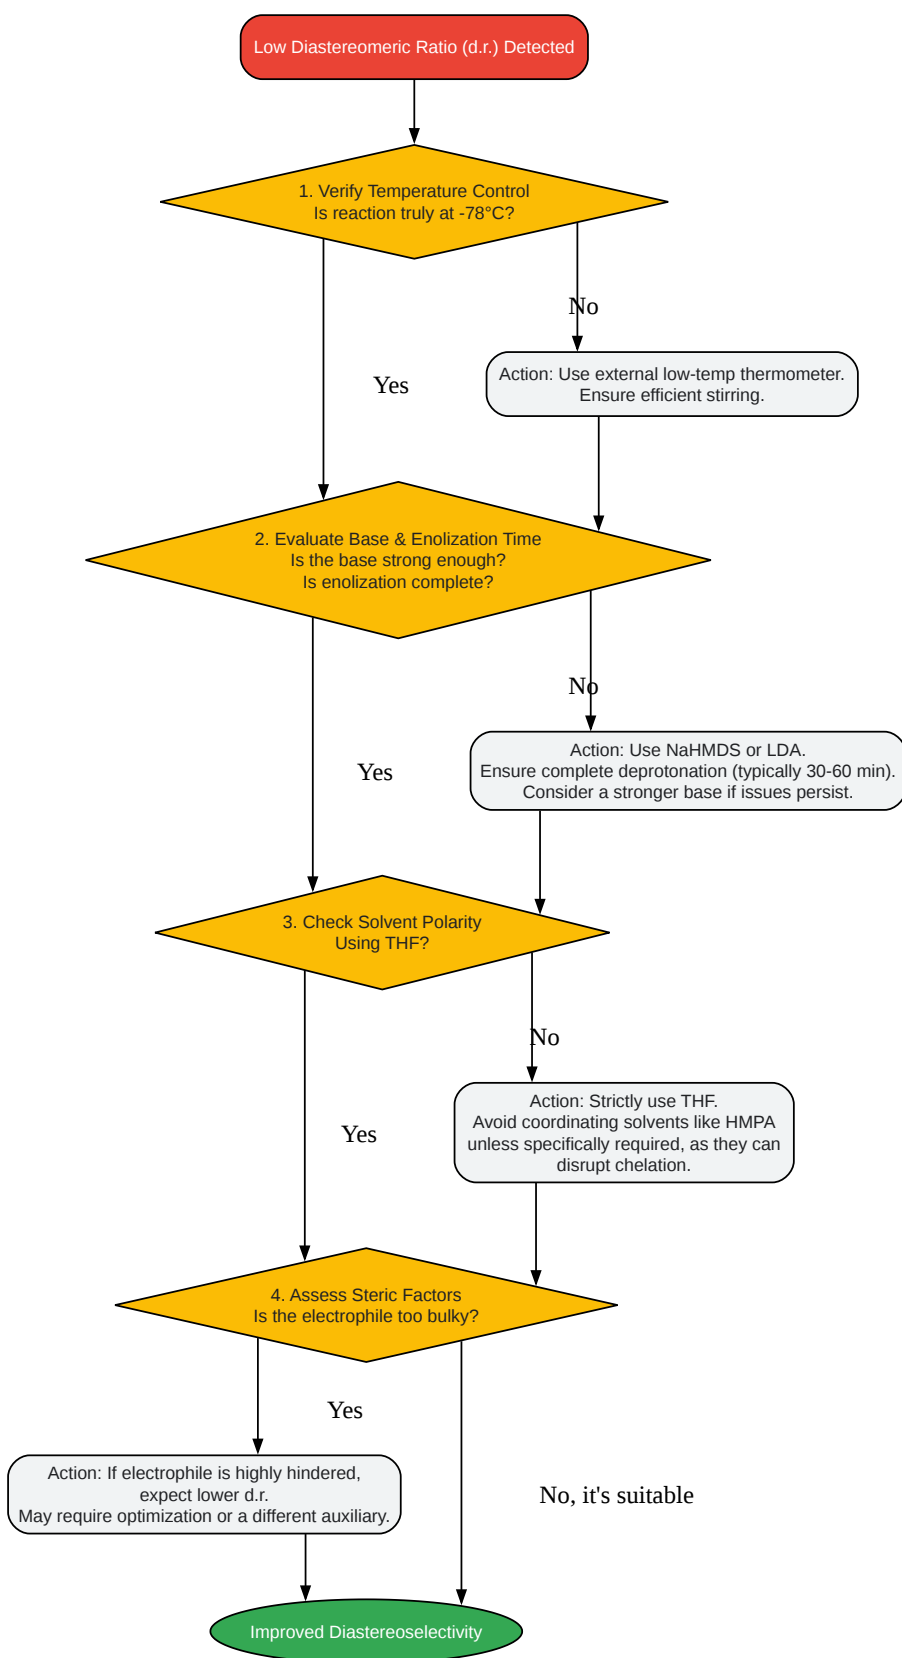 Low Diastereomeric Ratio (d.r.) Detected
1. Verify Temperature Control
Is reaction truly at -78°C?
No
Action: Use external low-temp thermometer.
Ensure efficient stirring.
Yes
2. Evaluate Base & Enolization Time
Is the base strong enough?
Is enolization complete?
No
Action: Use NaHMDS or LDA.
Ensure complete deprotonation (typically 30-60 min).
Consider a stronger base if issues persist.
Yes
3. Check Solvent Polarity
Using THF?
No
Action: Strictly use THF.
Avoid coordinating solvents like HMPA
unless specifically required, as they can
disrupt chelation.
Yes
4. Assess Steric Factors
Is the electrophile too bulky?
Yes
Action: If electrophile is highly hindered,
expect lower d.r.
May require optimization or a different auxiliary.
No, it's suitable
Improved Diastereoselectivity